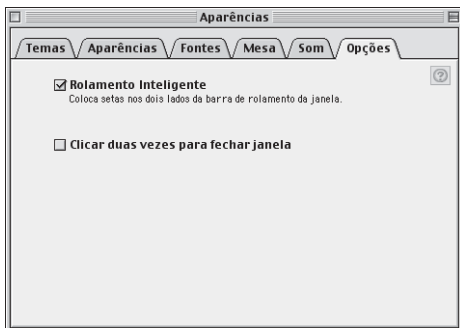 Aparências
Temas Aparências Fontes Mesa Som Opções
Rolamento Inteligente
Coloca setas nos dois lados da barra de rolamento da janela.
Clicar duas vezes para fechar janela